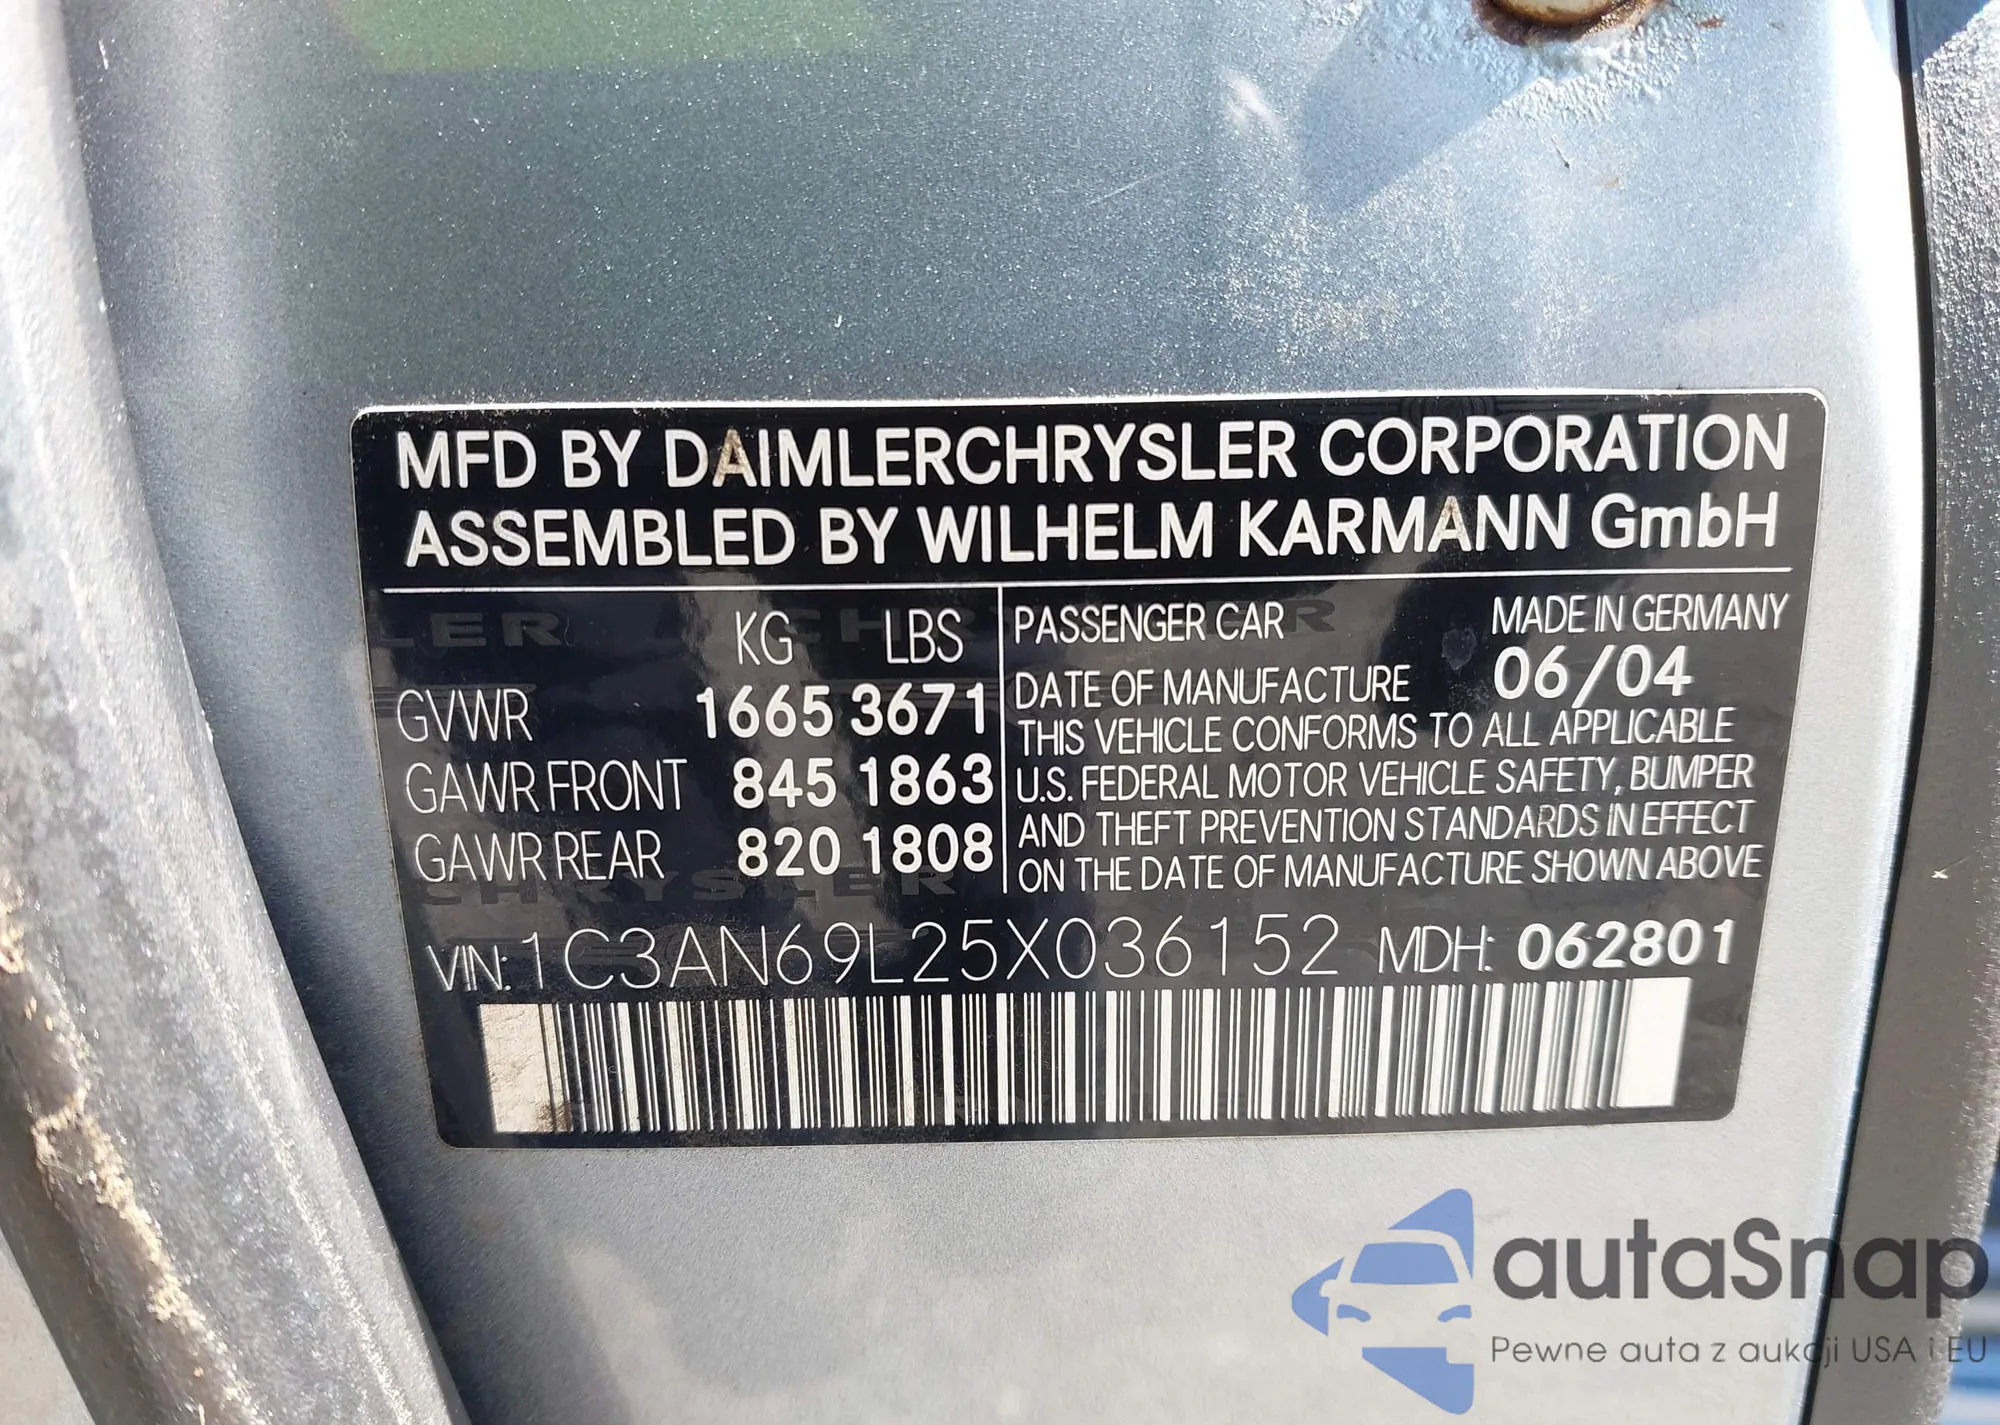 MFD BY DAIMLERCHRYSLER CORPORATION
ASSEMBLED BY WILHELM KARMANN GmbH
KG LBS
GVWR 1665 3671
GAWR FRONT 845 1863
GAWR REAR 820 1808
PASSENGER CAR MADE IN GERMANY
DATE OF MANUFACTURE 06/04
THIS VEHICLE CONFORMS TO ALL APPLICABLE
U.S. FEDERAL MOTOR VEHICLE SAFETY, BUMPER
AND THEFT PREVENTION STANDARDS IN EFFECT
ON THE DATE OF MANUFACTURE SHOWN ABOVE
VIN: 1C3AN69L25X036152 MDH: 062801
autaSnap
Pewne auta z aukcji USA i EU